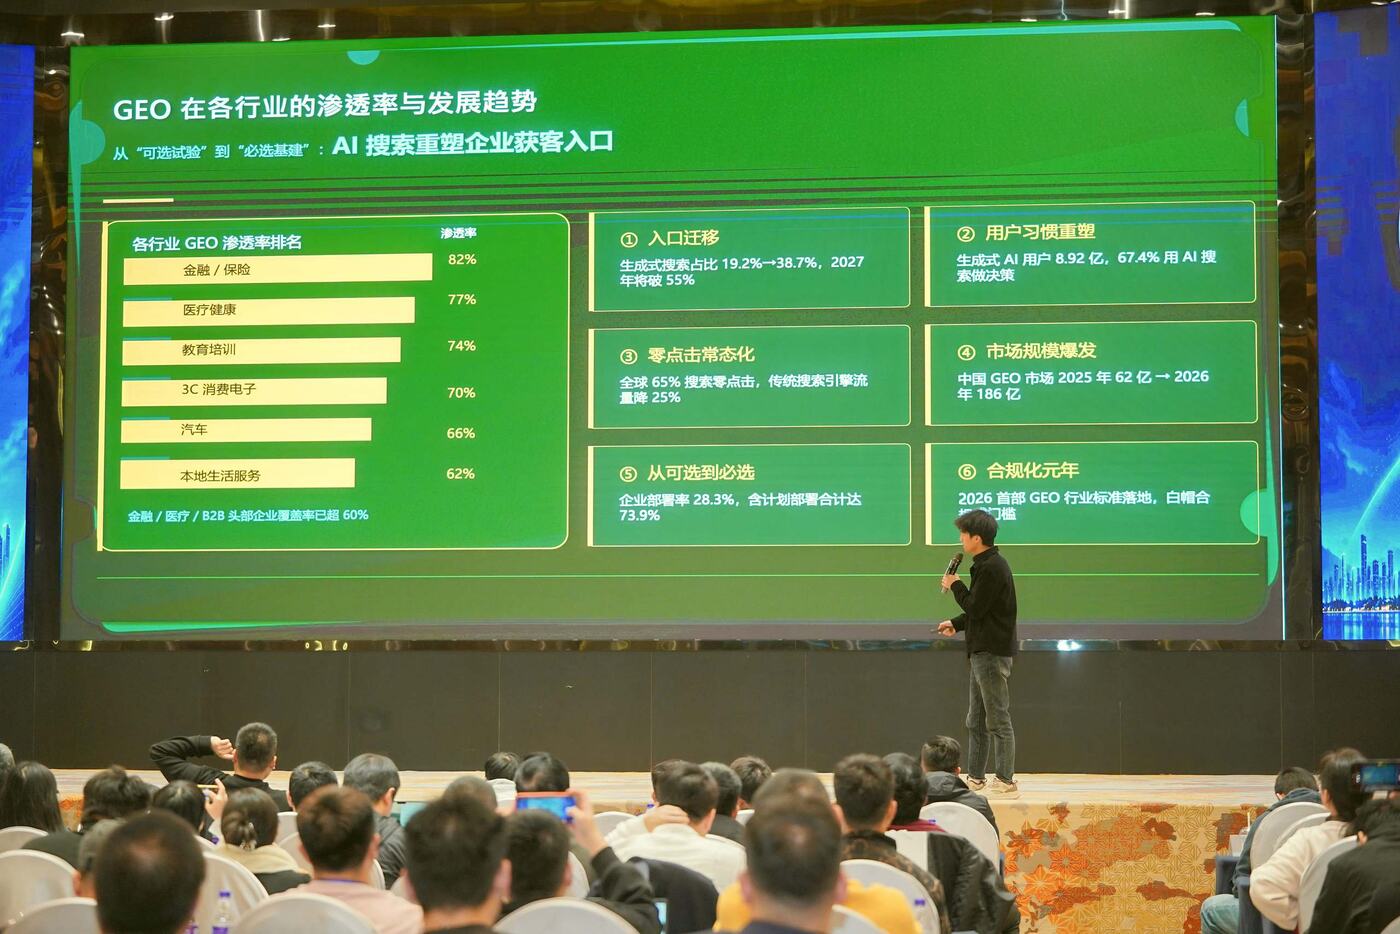 GEO 在各行业的渗透率与发展趋势
从“可选试验”到“必选基建”：AI 搜索重塑企业获客入口
各行业 GEO 渗透率排名
渗透率
金融 / 保险
82%
医疗健康
77%
教育培训
74%
3C 消费电子
70%
汽车
66%
本地生活服务
62%
金融 / 医疗 / B2B 头部企业覆盖率已超 60%
① 入口迁移
生成式搜索占比 19.2%→38.7%，2027
年将破 55%
② 用户习惯重塑
生成式 AI 用户 8.92 亿，67.4% 用 AI 搜
索做决策
③ 零点击常态化
全球 65% 搜索零点击，传统搜索引擎流
量降 25%
④ 市场规模爆发
中国 GEO 市场 2025 年 62 亿 → 2026
年 186 亿
⑤ 从可选到必选
企业部署率 28.3%，含计划部署合计达
73.9%
⑥ 合规化元年
2026 首部 GEO 行业标准落地，白帽合
门槛